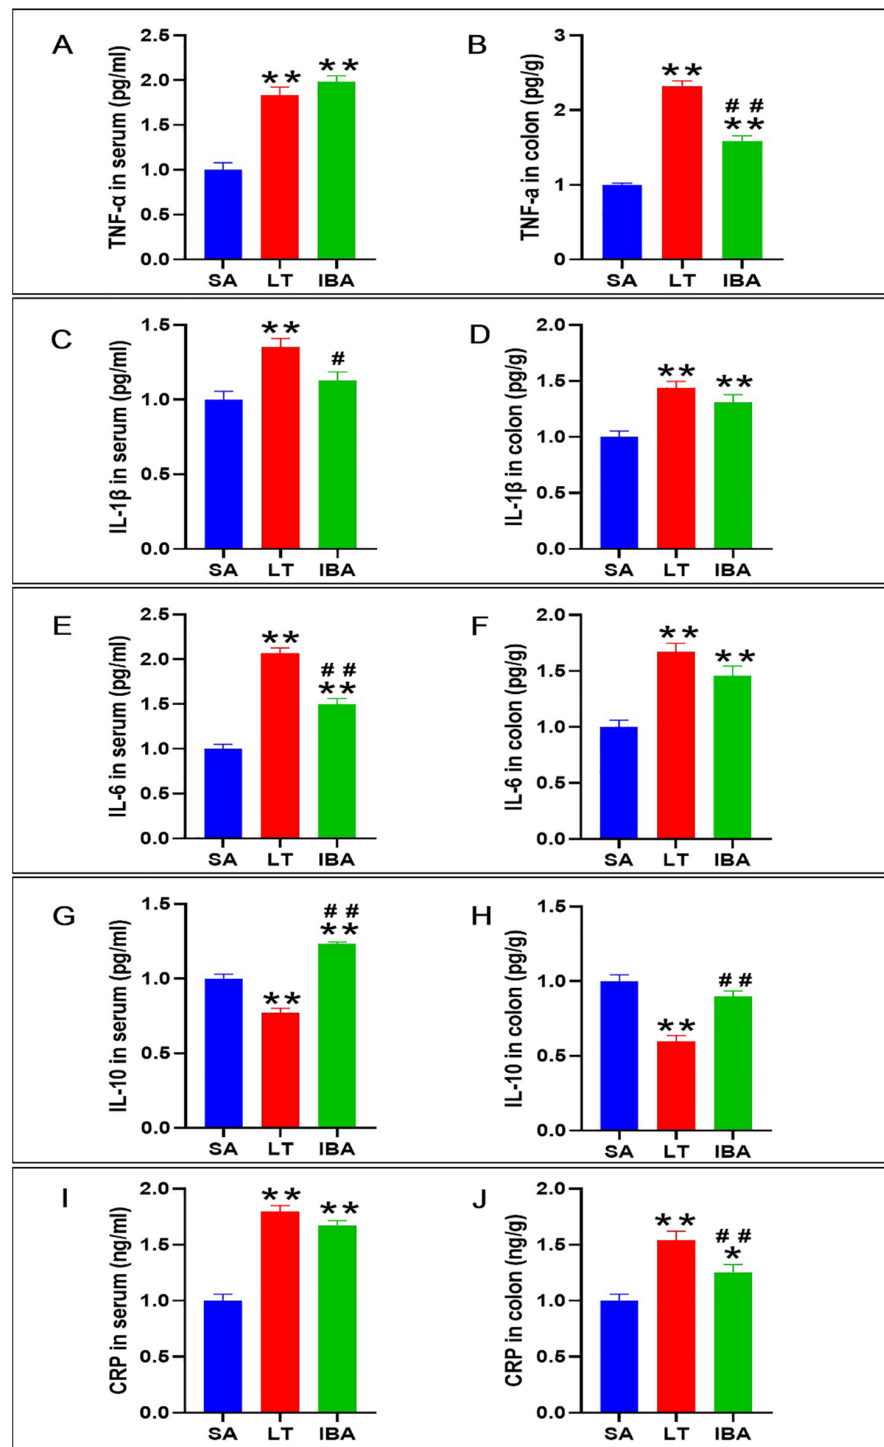 A
TNF-α in serum (pg/ml)
2.5
2.0
1.5
1.0
0.5
0.0
** **
SA LT IBA
B
TNF-a in colon (pg/g)
3
2
1
0
**
##
**
SA LT IBA
C
IL-1β in serum (pg/ml)
1.5
1.0
0.5
0.0
** #
SA LT IBA
D
IL-1β in colon (pg/g)
2.0
1.5
1.0
0.5
0.0
** **
SA LT IBA
E
IL-6 in serum (pg/ml)
2.5
2.0
1.5
1.0
0.5
0.0
**
##
**
SA LT IBA
F
IL-6 in colon (pg/g)
2.0
1.5
1.0
0.5
0.0
** **
SA LT IBA
G
IL-10 in serum (pg/ml)
1.5
1.0
0.5
0.0
**
##
**
SA LT IBA
H
IL-10 in colon (pg/g)
1.5
1.0
0.5
0.0
** ##
SA LT IBA
I
CRP in serum (ng/ml)
2.0
1.5
1.0
0.5
0.0
** **
SA LT IBA
J
CRP in colon (ng/g)
2.0
1.5
1.0
0.5
0.0
**
##
*
SA LT IBA